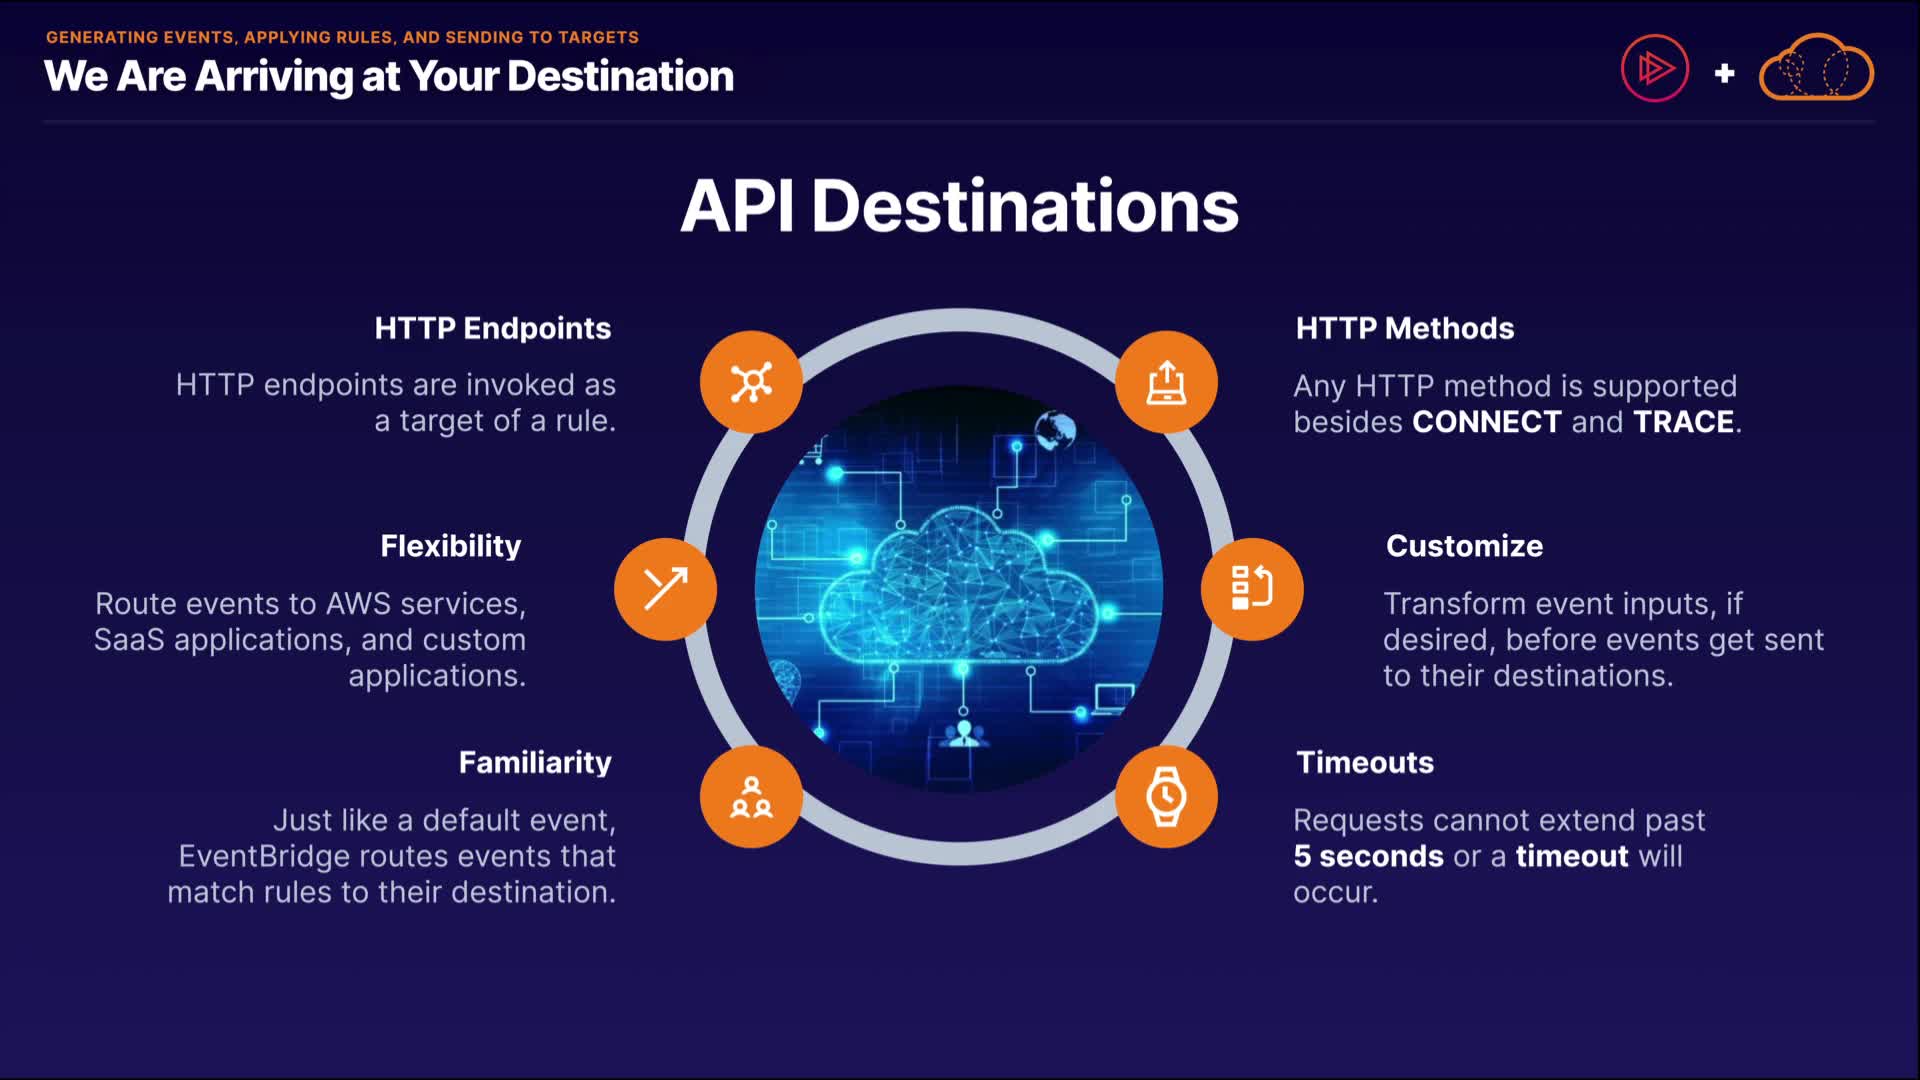 GENERATING EVENTS, APPLYING RULES, AND SENDING TO TARGETS
We Are Arriving at Your Destination
API Destinations
HTTP Endpoints
HTTP endpoints are invoked as
a target of a rule.
Flexibility
Route events to AWS services,
SaaS applications, and custom
applications.
Familiarity
Just like a default event,
EventBridge routes events that
match rules to their destination.
HTTP Methods
Any HTTP method is supported
besides CONNECT and TRACE.
Customize
Transform event inputs, if
desired, before events get sent
to their destinations.
Timeouts
Requests cannot extend past
5 seconds or a timeout will
occur.